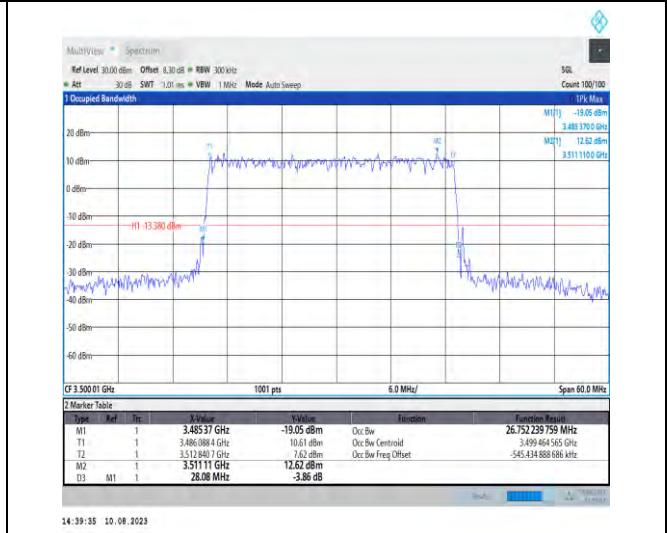 MultiView Spectrum
Ref Level 30.00 dBm Offset 8.30 dB RBW 300 kHz SGL
Att 30 dB SWT 1.01 ms VBW 1 MHz Mode Auto Sweep Count 100/100
1 Occupied Bandwidth 1Pk Max
M1[1] -19.05 dBm
3.485 370 0 GHz
M2[1] 12.62 dBm
3.511 110 0 GHz
20 dBm
T1 M2
10 dBm
0 dBm
-10 dBm
H1 -13.380 dBm
M1
-20 dBm
-30 dBm
-40 dBm
-50 dBm
-60 dBm
CF 3.500 01 GHz 1001 pts 6.0 MHz/ Span 60.0 MHz
2 Marker Table
Type Ref Trc X-Value Y-Value Function Function Result
M1 1 3.485 37 GHz -19.05 dBm Occ Bw 26.752 239 759 MHz
T1 1 3.486 088 4 GHz 10.61 dBm Occ Bw Centroid 3.499 464 565 GHz
T2 1 3.512 840 7 GHz 7.62 dBm Occ Bw Freq Offset -545.434 888 686 kHz
M2 1 3.511 11 GHz 12.62 dBm
D3 M1 1 28.08 MHz -3.86 dB
14:39:35 10.08.2023